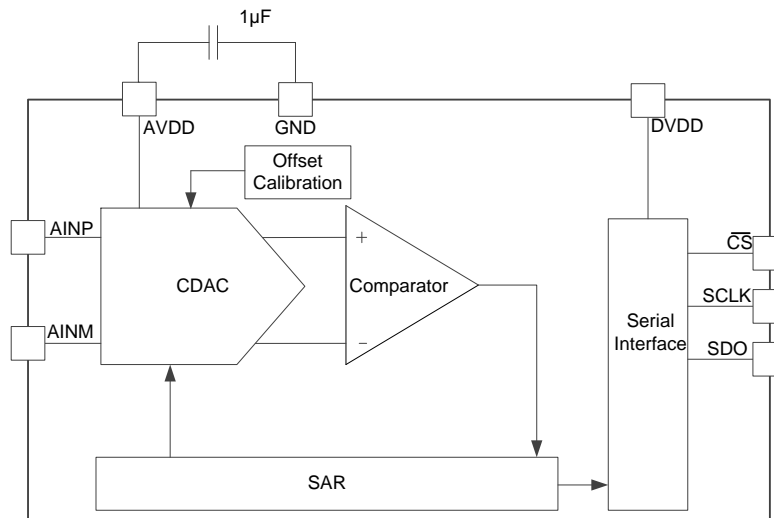 1µF
AVDD
GND
DVDD
Offset
Calibration
AINP
CS
+
CDAC
Comparator
SCLK
Serial
Interface
AINM
−
SDO
SAR